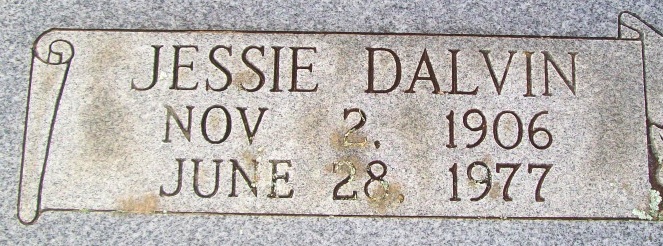 JESSIE DALVIN
NOV 2, 1906
JUNE 28, 1977